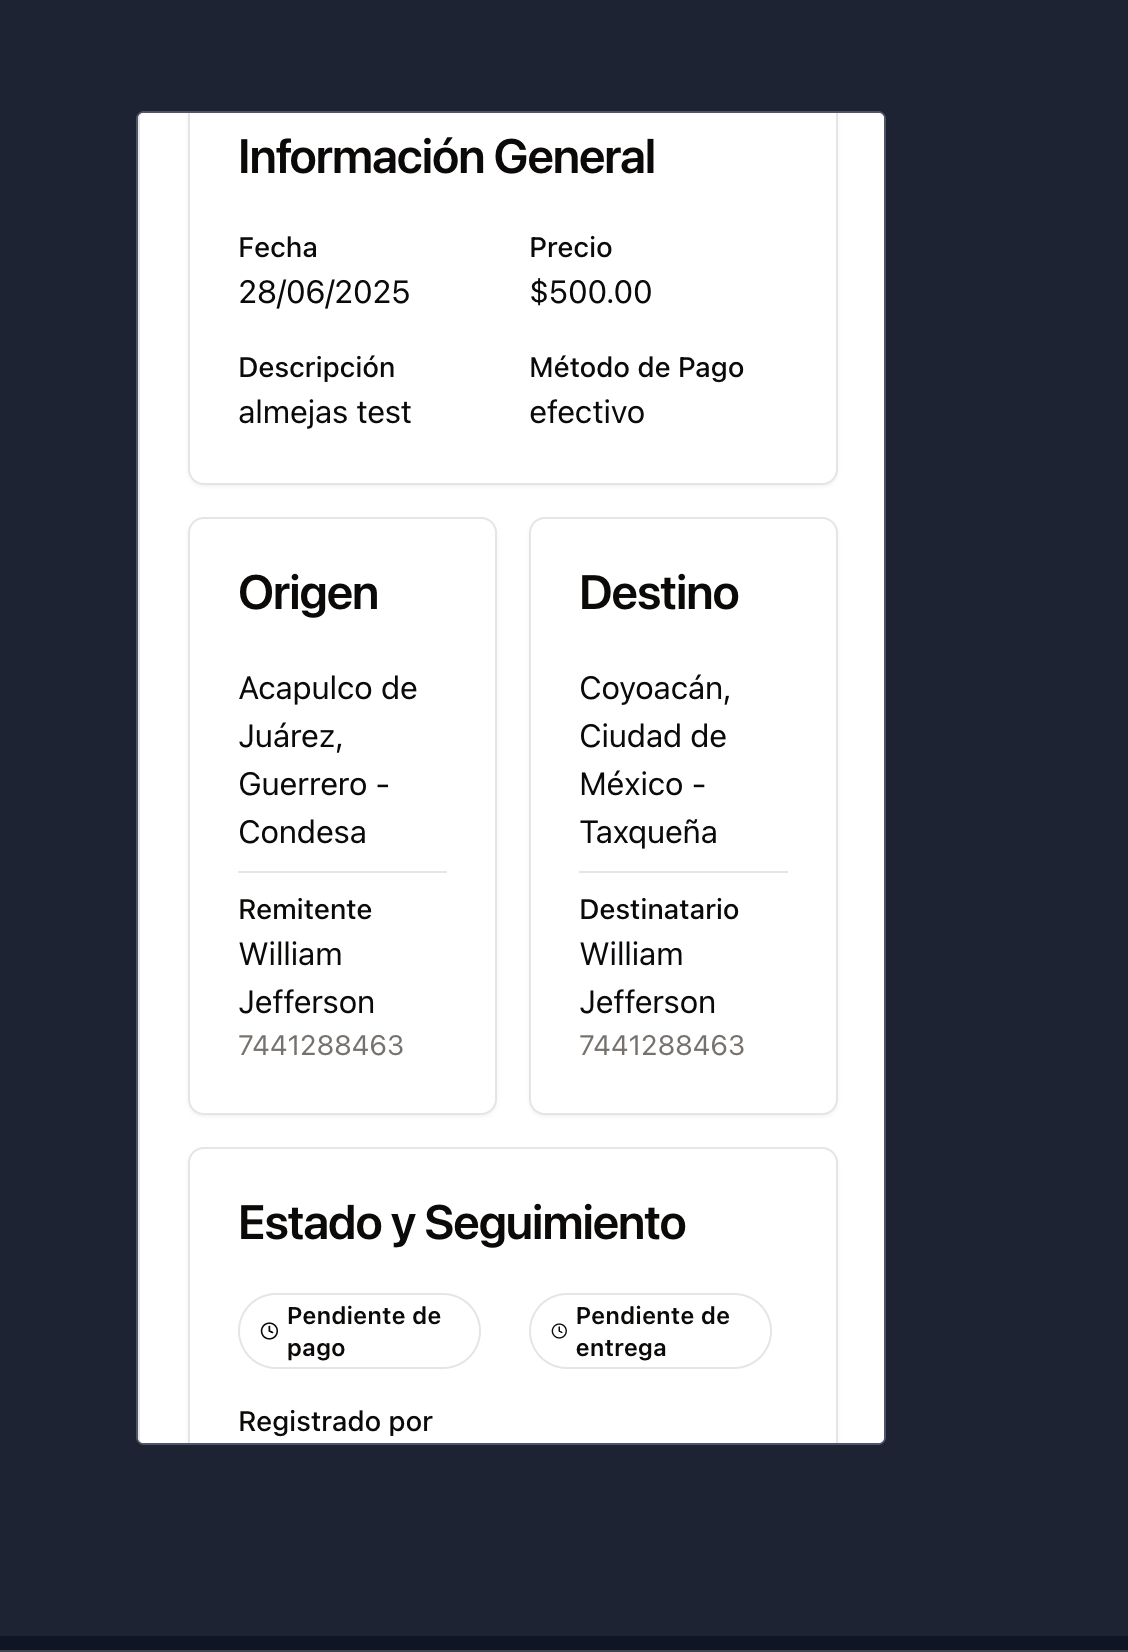 Información General
Fecha
Precio
28/06/2025
$500.00
Descripción
Método de Pago
almejas test
efectivo
Origen
Acapulco de
Juárez,
Guerrero -
Condesa
Remitente
William
Jefferson
7441288463
Destino
Coyoacán,
Ciudad de
México -
Taxqueña
Destinatario
William
Jefferson
7441288463
Estado y Seguimiento
Pendiente de
pago
Pendiente de
entrega
Registrado por